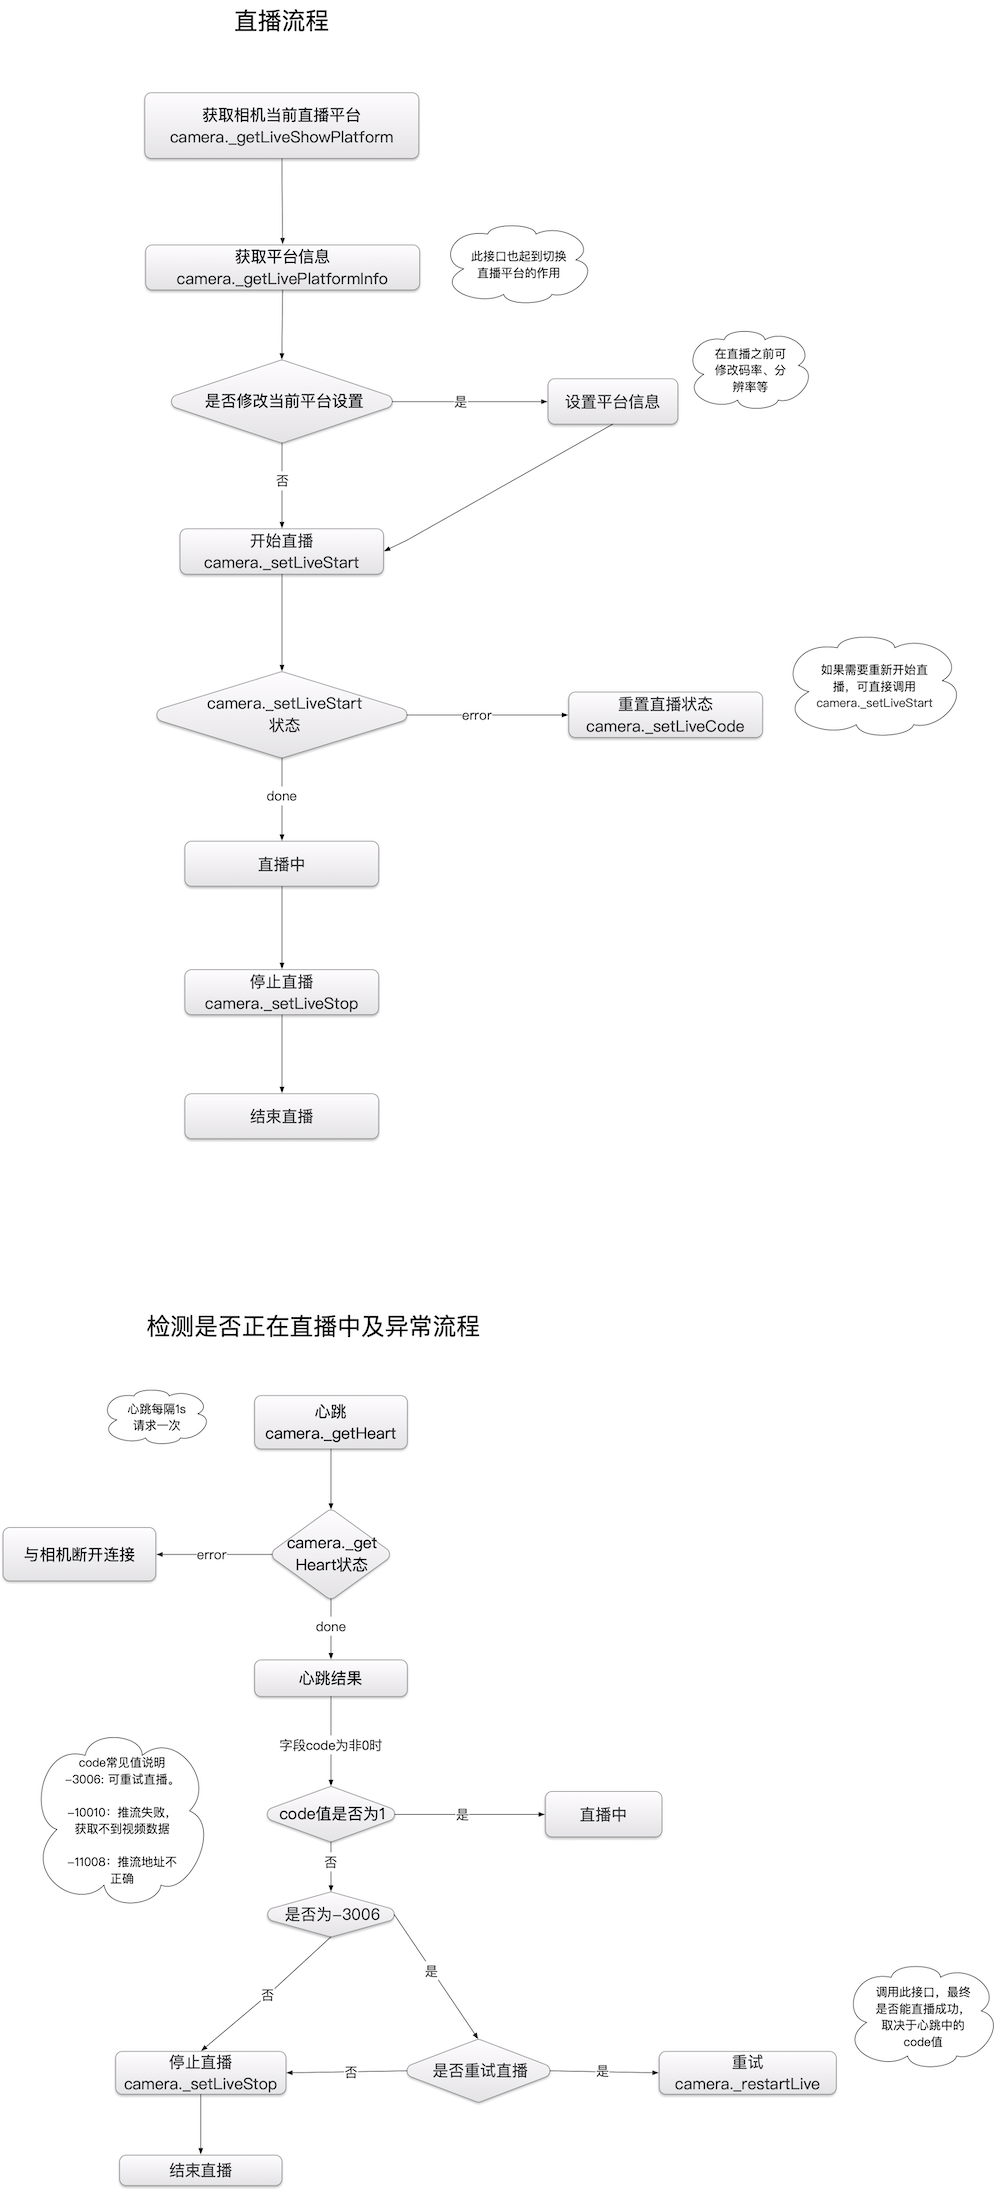 直播流程
获取相机当前直播平台
camera._getLiveShowPlatform
获取平台信息
camera._getLivePlatformInfo
此接口也起到切换
直播平台的作用
在直播之前可
修改码率、分
辨率等
是否修改当前平台设置
是
设置平台信息
否
开始直播
camera._setLiveStart
如果需要重新开始直
播，可直接调用
camera._setLiveStart
camera._setLiveStart
状态
error
重置直播状态
camera._setLiveCode
done
直播中
停止直播
camera._setLiveStop
结束直播
检测是否正在直播中及异常流程
心跳每隔1s
请求一次
心跳
camera._getHeart
camera._get
Heart状态
error
与相机断开连接
done
心跳结果
字段code为非0时
code常见值说明
-3006: 可重试直播。
-10010：推流失败，
获取不到视频数据
-11008：推流地址不
正确
code值是否为1
是
直播中
否
是否为-3006
是
否
调用此接口，最终
是否能直播成功，
取决于心跳中的
code值
停止直播
camera._setLiveStop
否
是否重试直播
是
重试
camera._restartLive
结束直播